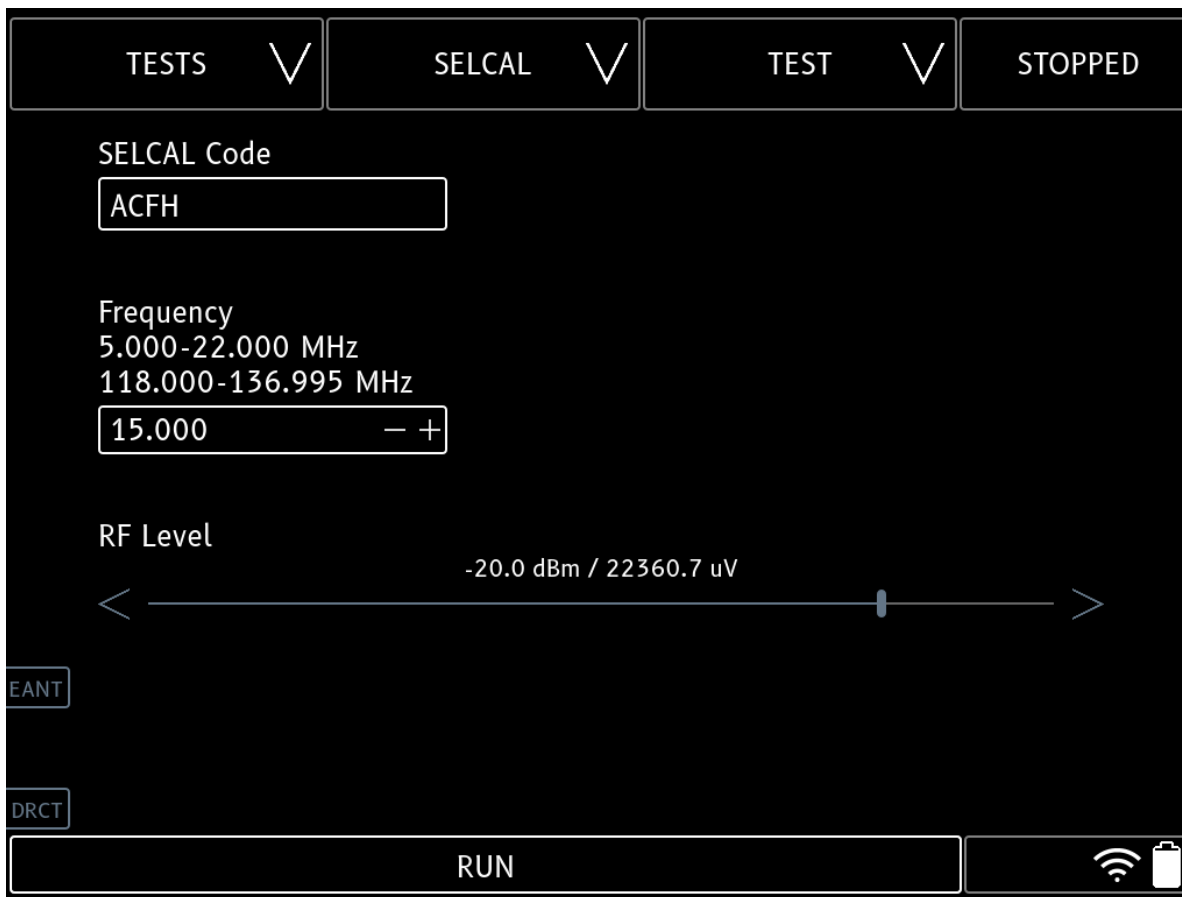 TESTS SELCAL TEST STOPPED
SELCAL Code
ACFH
Frequency
5.000-22.000 MHz
118.000-136.995 MHz
15.000 − +
RF Level
-20.0 dBm / 22360.7 uV
< >
EANT
DRCT
RUN